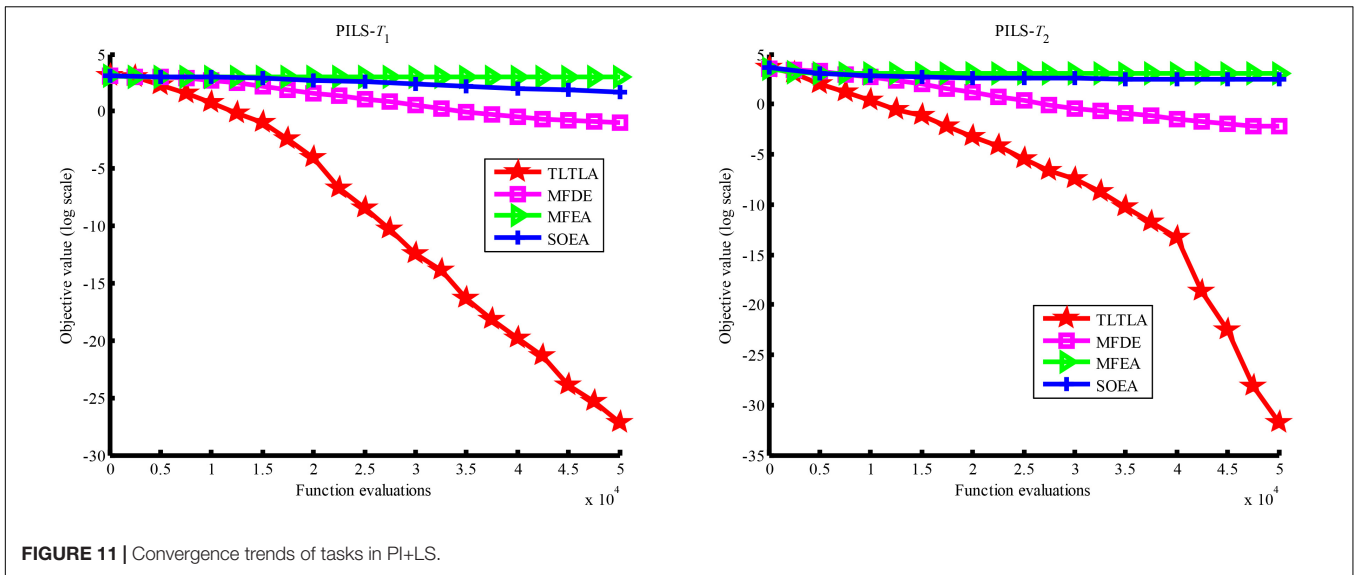 PILS-T1
5
0
-5
-10
-15
-20
-25
-30
Objective value (log scale)
0 0.5 1 1.5 2 2.5 3 3.5 4 4.5 5
Function evaluations
x 10^4
TLTLA
MFDE
MFEA
SOEA
PILS-T2
5
0
-5
-10
-15
-20
-25
-30
-35
Objective value (log scale)
0 0.5 1 1.5 2 2.5 3 3.5 4 4.5 5
Function evaluations
x 10^4
TLTLA
MFDE
MFEA
SOEA
FIGURE 11 | Convergence trends of tasks in PI+LS.